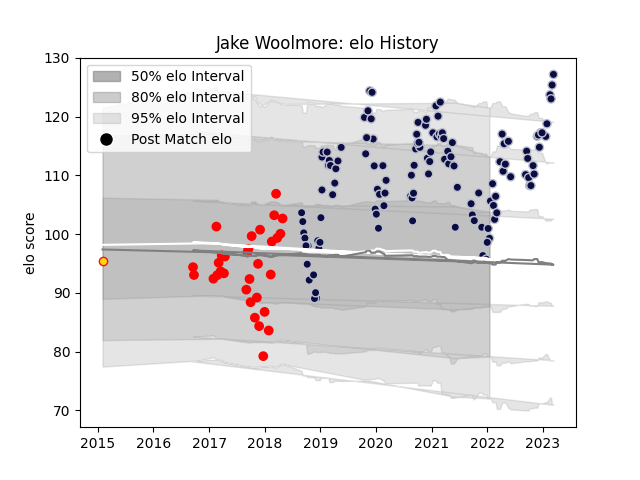 Jake Woolmore: elo History
130
120
110
100
90
80
70
elo score
50% elo Interval
80% elo Interval
95% elo Interval
Post Match elo
2015 2016 2017 2018 2019 2020 2021 2022 2023